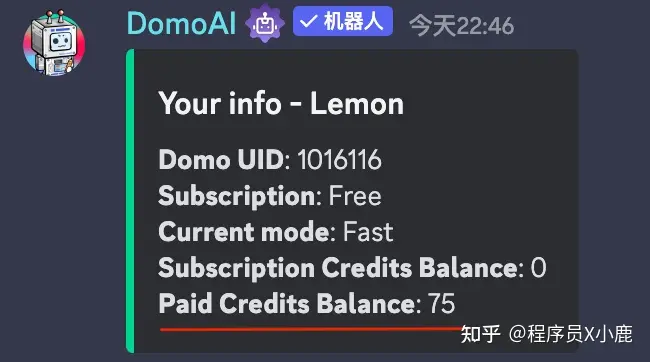 DomoAI ✓ 机器人 今天22:46
Your info - Lemon
Domo UID: 1016116
Subscription: Free
Current mode: Fast
Subscription Credits Balance: 0
Paid Credits Balance: 75
知乎 @程序员X小鹿